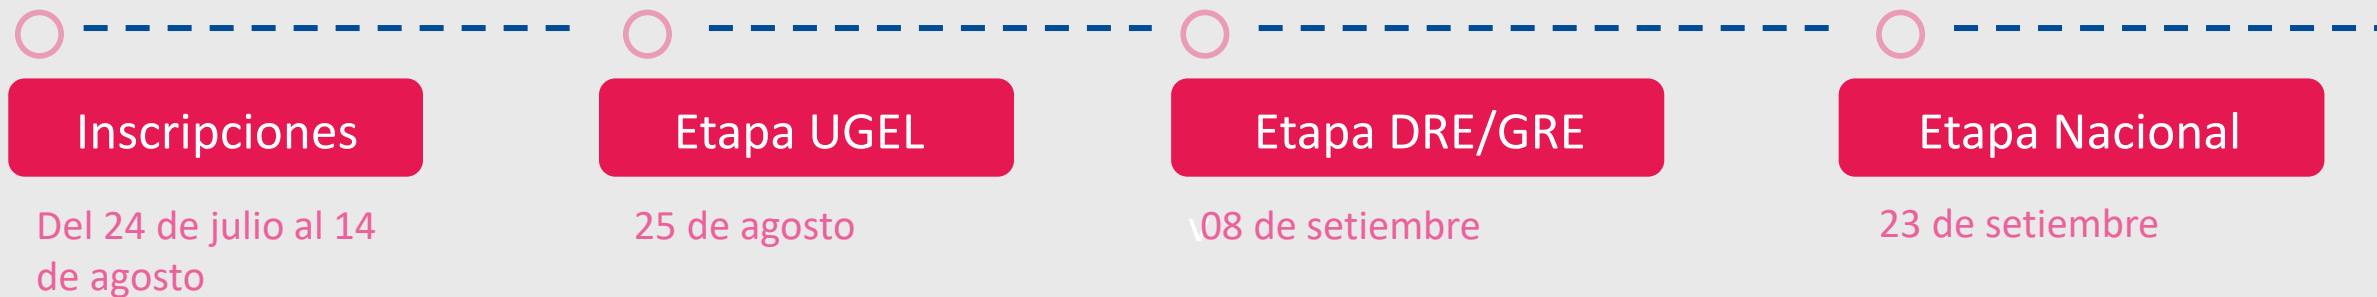 Inscripciones
Del 24 de julio al 14
de agosto
Etapa UGEL
25 de agosto
Etapa DRE/GRE
08 de setiembre
Etapa Nacional
23 de setiembre